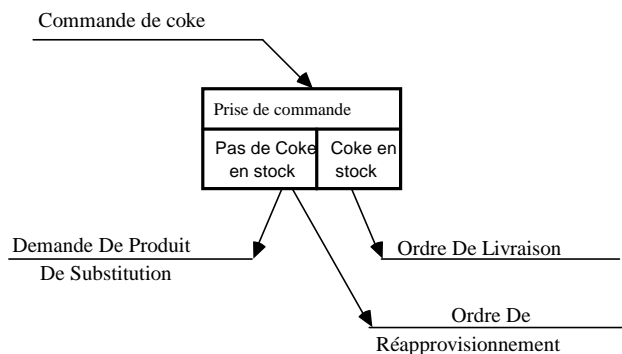 Commande de coke
Prise de commande
Pas de Coke
en stock
Coke en
stock
Demande De Produit
De Substitution
Ordre De Livraison
Ordre De
Réapprovisionnement